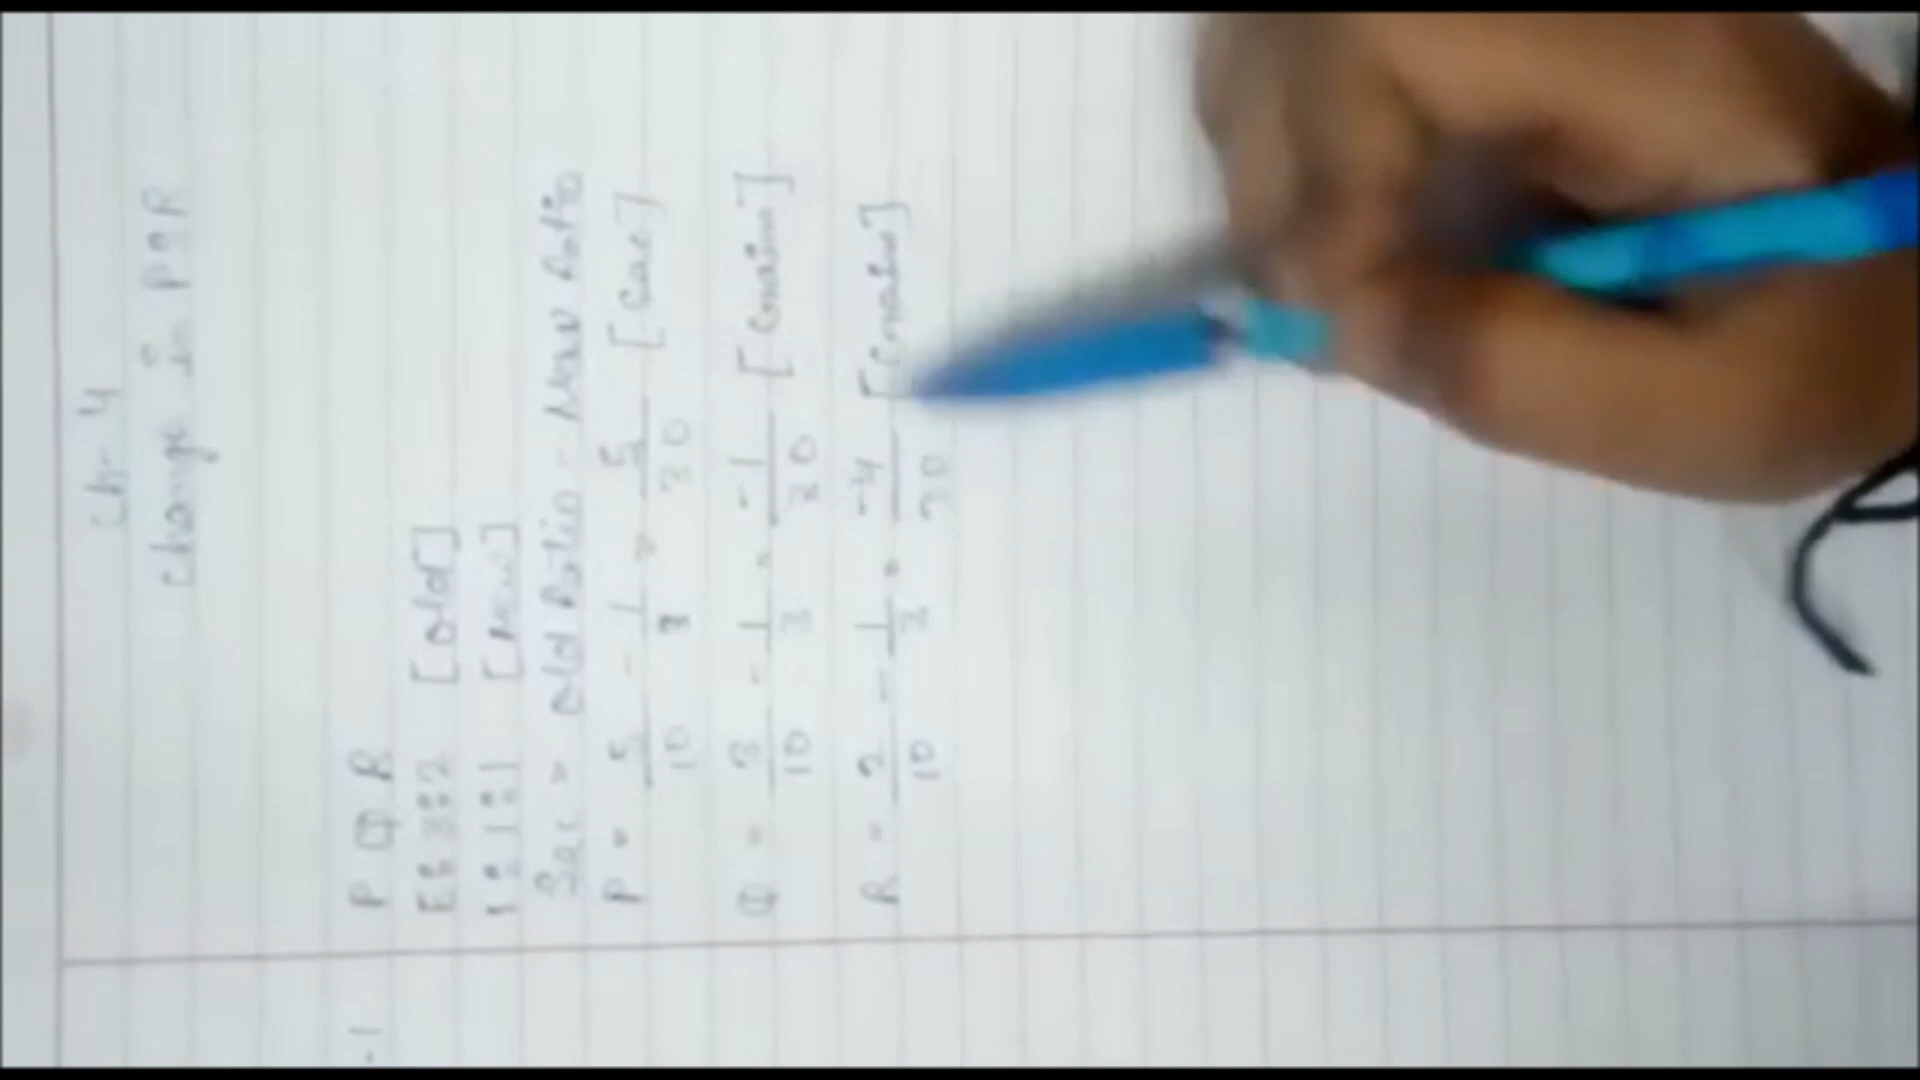 Ch-4
Change in PSR
-1 P Q R
5:3:2 [Old]
1:1:1 [New]
Sac = Old Ratio - New Ratio
P = 5/10 - 1/3 = 5/30 [Sac]
Q = 3/10 - 1/3 = -1/30 [Gain]
R = 2/10 - 1/3 = -4/30 [Gain]